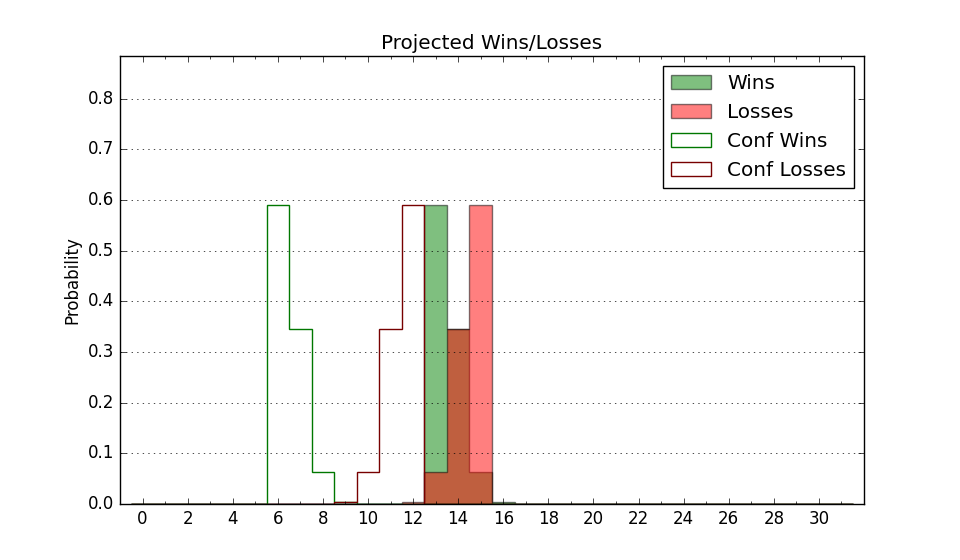 Projected Wins/Losses
Wins
Losses
Conf Wins
Conf Losses
Probability
0.8
0.7
0.6
0.5
0.4
0.3
0.2
0.1
0.0
0 2 4 6 8 10 12 14 16 18 20 22 24 26 28 30